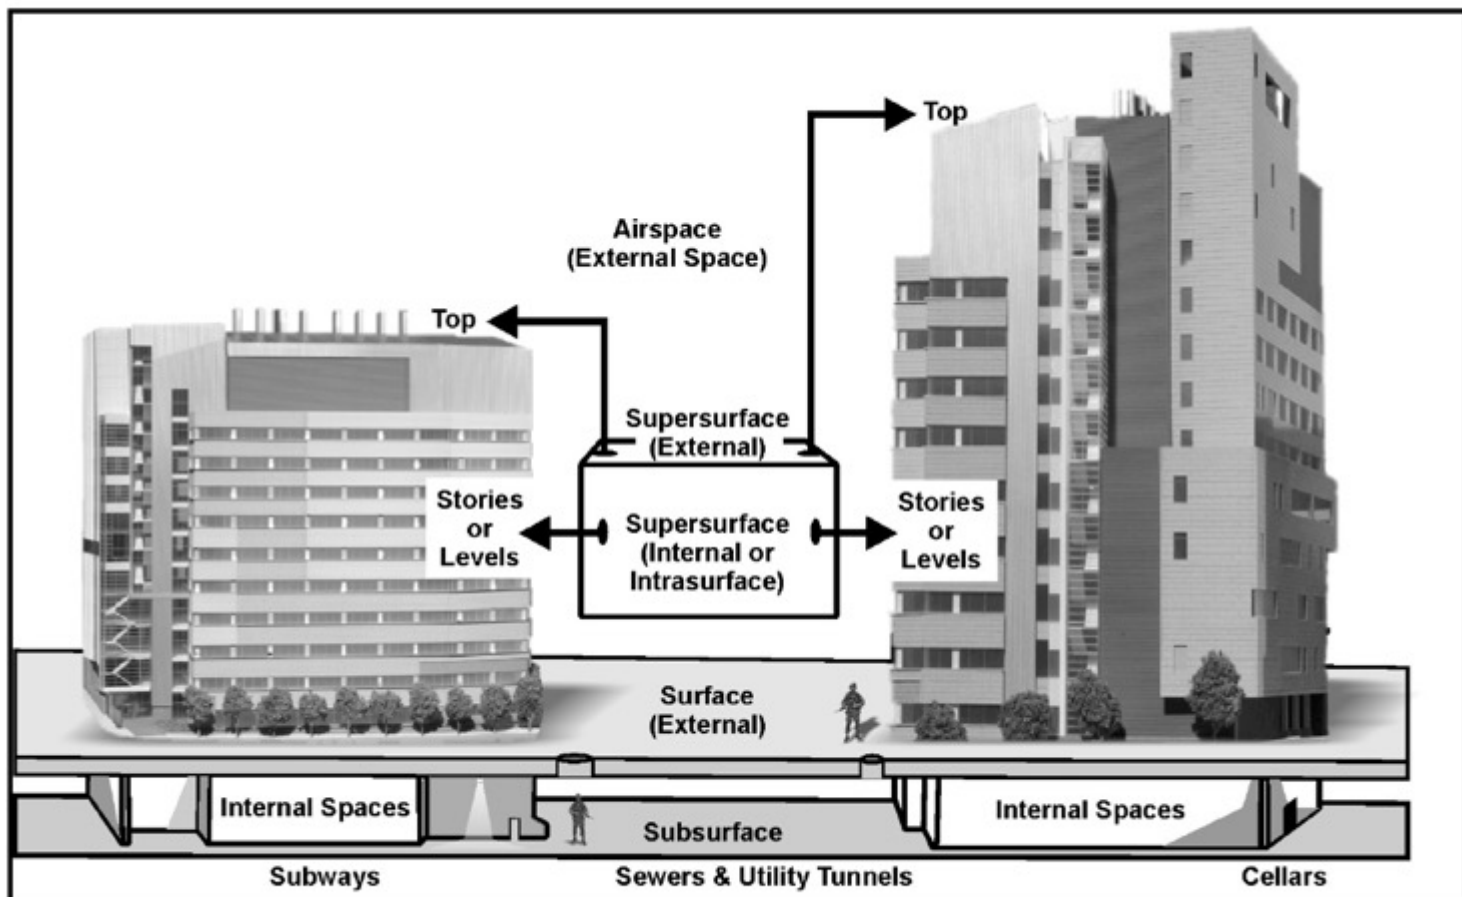 Top
Airspace
(External Space)
Top
Supersurface
(External)
Stories
or
Levels
Supersurface
(Internal or
Intrasurface)
Stories
or
Levels
Surface
(External)
Internal Spaces
Internal Spaces
Subsurface
Subways
Sewers & Utility Tunnels
Cellars